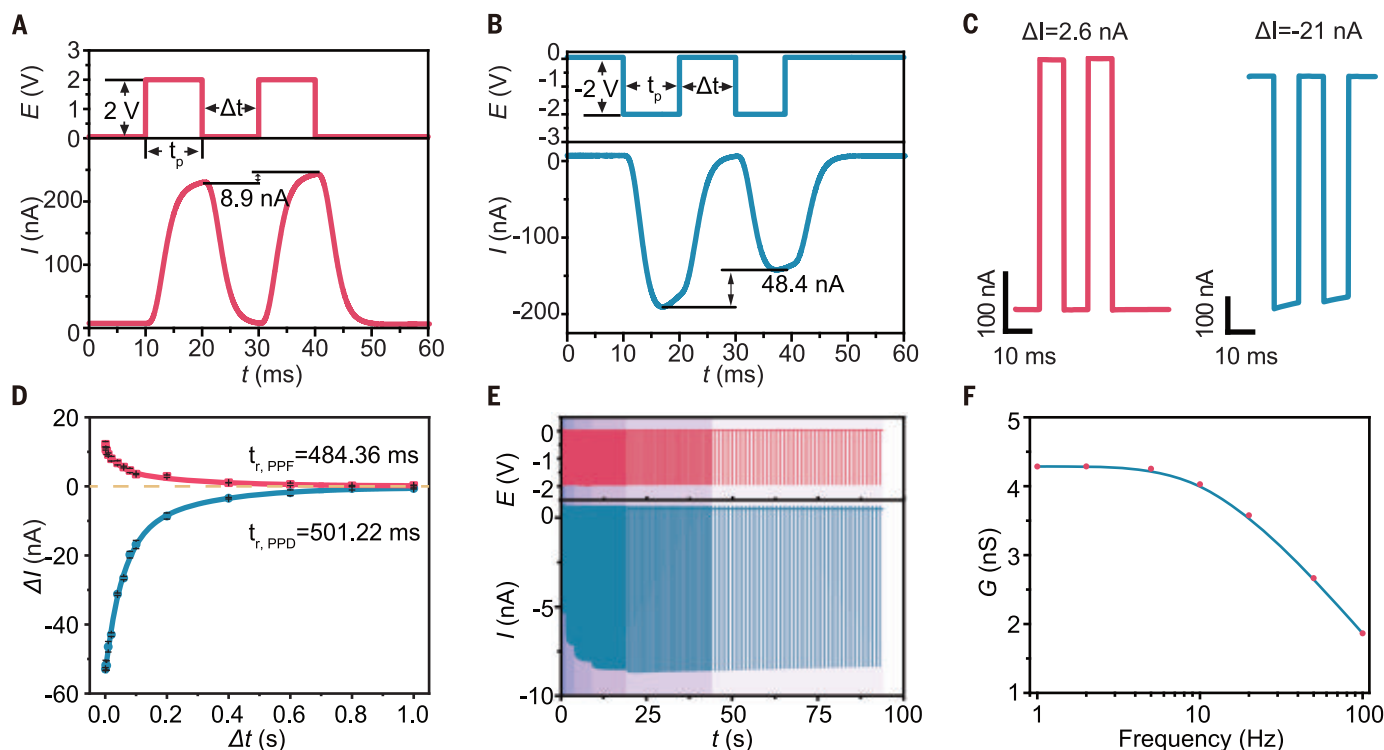 A
E (V)
3
2
1
0
2 V
Δt
t_p
I (nA)
200
100
0
8.9 nA
0
10
20
30
40
50
60
t (ms)
B
E (V)
0
-1
-2
-3
-2 V
t_p
Δt
I (nA)
0
-100
-200
48.4 nA
0
10
20
30
40
50
60
t (ms)
C
ΔI=2.6 nA
100 nA
10 ms
ΔI=-21 nA
100 nA
10 ms
D
ΔI (nA)
20
0
-20
-40
-60
t_r, PPF=484.36 ms
t_r, PPD=501.22 ms
0.0
0.2
0.4
0.6
0.8
1.0
Δt (s)
E
E (V)
0
-1
-2
I (nA)
0
-5
-10
0
25
50
75
100
t (s)
F
G (nS)
5
4
3
2
1
1
10
100
Frequency (Hz)